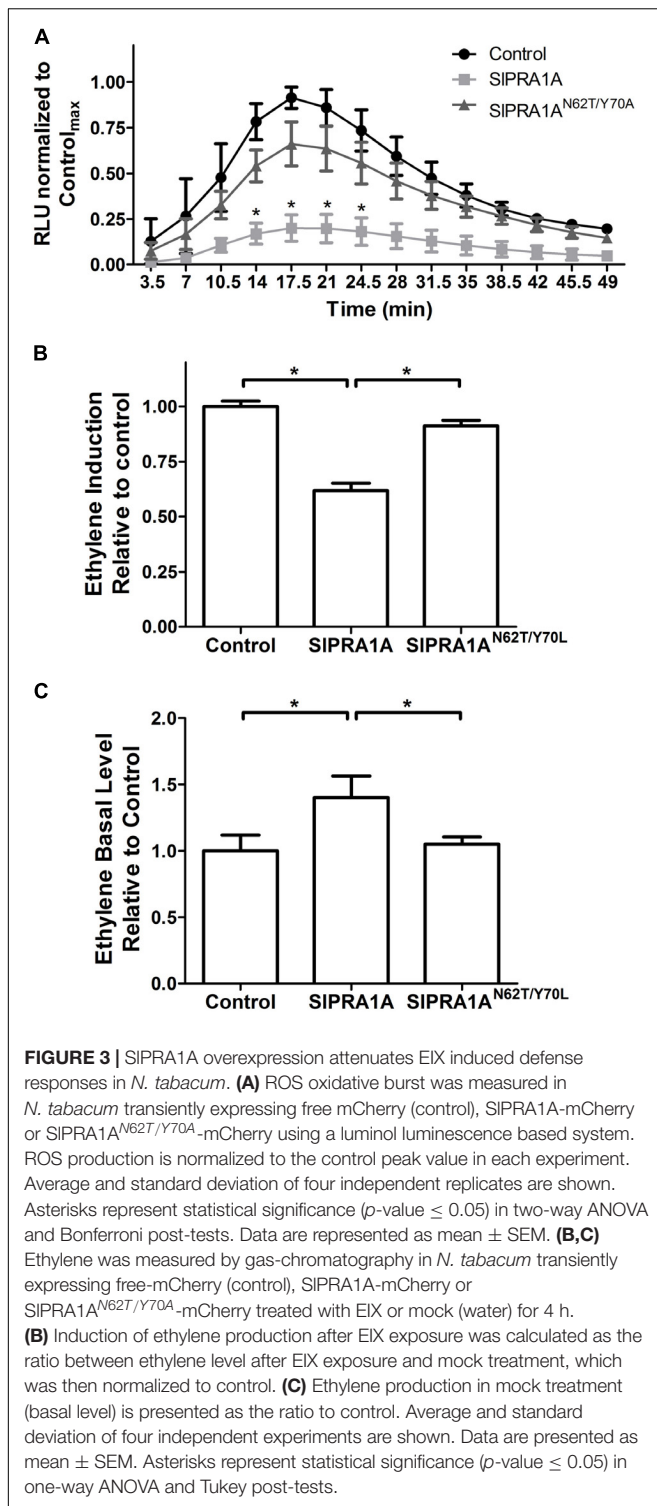 A
RLU normalized to
Control max
1.00
0.75
0.50
0.25
0.00
Control
SlPRA1A
SlPRA1A N62T/Y70A
* * * *
3.5 7 10.5 14 17.5 21 24.5 28 31.5 35 38.5 42 45.5 49
Time (min)
B
Ethylene Induction
Relative to control
1.00
0.75
0.50
0.25
0.00
* *
Control SlPRA1A SlPRA1A N62T/Y70L
C
Ethylene Basal Level
Relative to Control
2.0
1.5
1.0
0.5
0.0
* *
Control SlPRA1A SlPRA1A N62T/Y70L
FIGURE 3 | SlPRA1A overexpression attenuates EIX induced defense
responses in N. tabacum. (A) ROS oxidative burst was measured in
N. tabacum transiently expressing free mCherry (control), SlPRA1A-mCherry
or SlPRA1A N62T/Y70A-mCherry using a luminol luminescence based system.
ROS production is normalized to the control peak value in each experiment.
Average and standard deviation of four independent replicates are shown.
Asterisks represent statistical significance (p-value ≤ 0.05) in two-way ANOVA
and Bonferroni post-tests. Data are represented as mean ± SEM. (B,C)
Ethylene was measured by gas-chromatography in N. tabacum transiently
expressing free-mCherry (control), SlPRA1A-mCherry or
SlPRA1A N62T/Y70A-mCherry treated with EIX or mock (water) for 4 h.
(B) Induction of ethylene production after EIX exposure was calculated as the
ratio between ethylene level after EIX exposure and mock treatment, which
was then normalized to control. (C) Ethylene production in mock treatment
(basal level) is presented as the ratio to control. Average and standard
deviation of four independent experiments are shown. Data are presented as
mean ± SEM. Asterisks represent statistical significance (p-value ≤ 0.05) in
one-way ANOVA and Tukey post-tests.